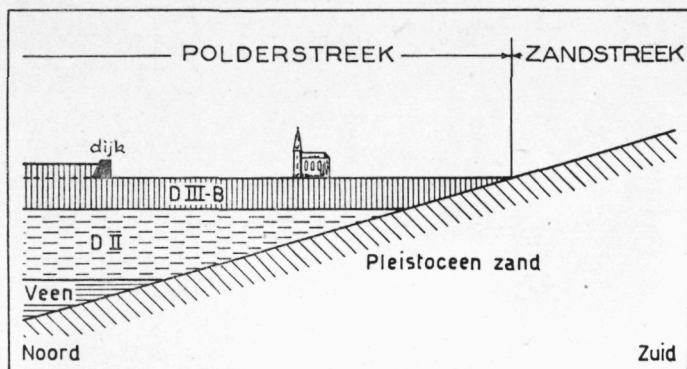 POLDERSTREEK ZANDSTREEK
dijk
D III-B
D II
Pleistoceen zand
Veen
Noord Zuid